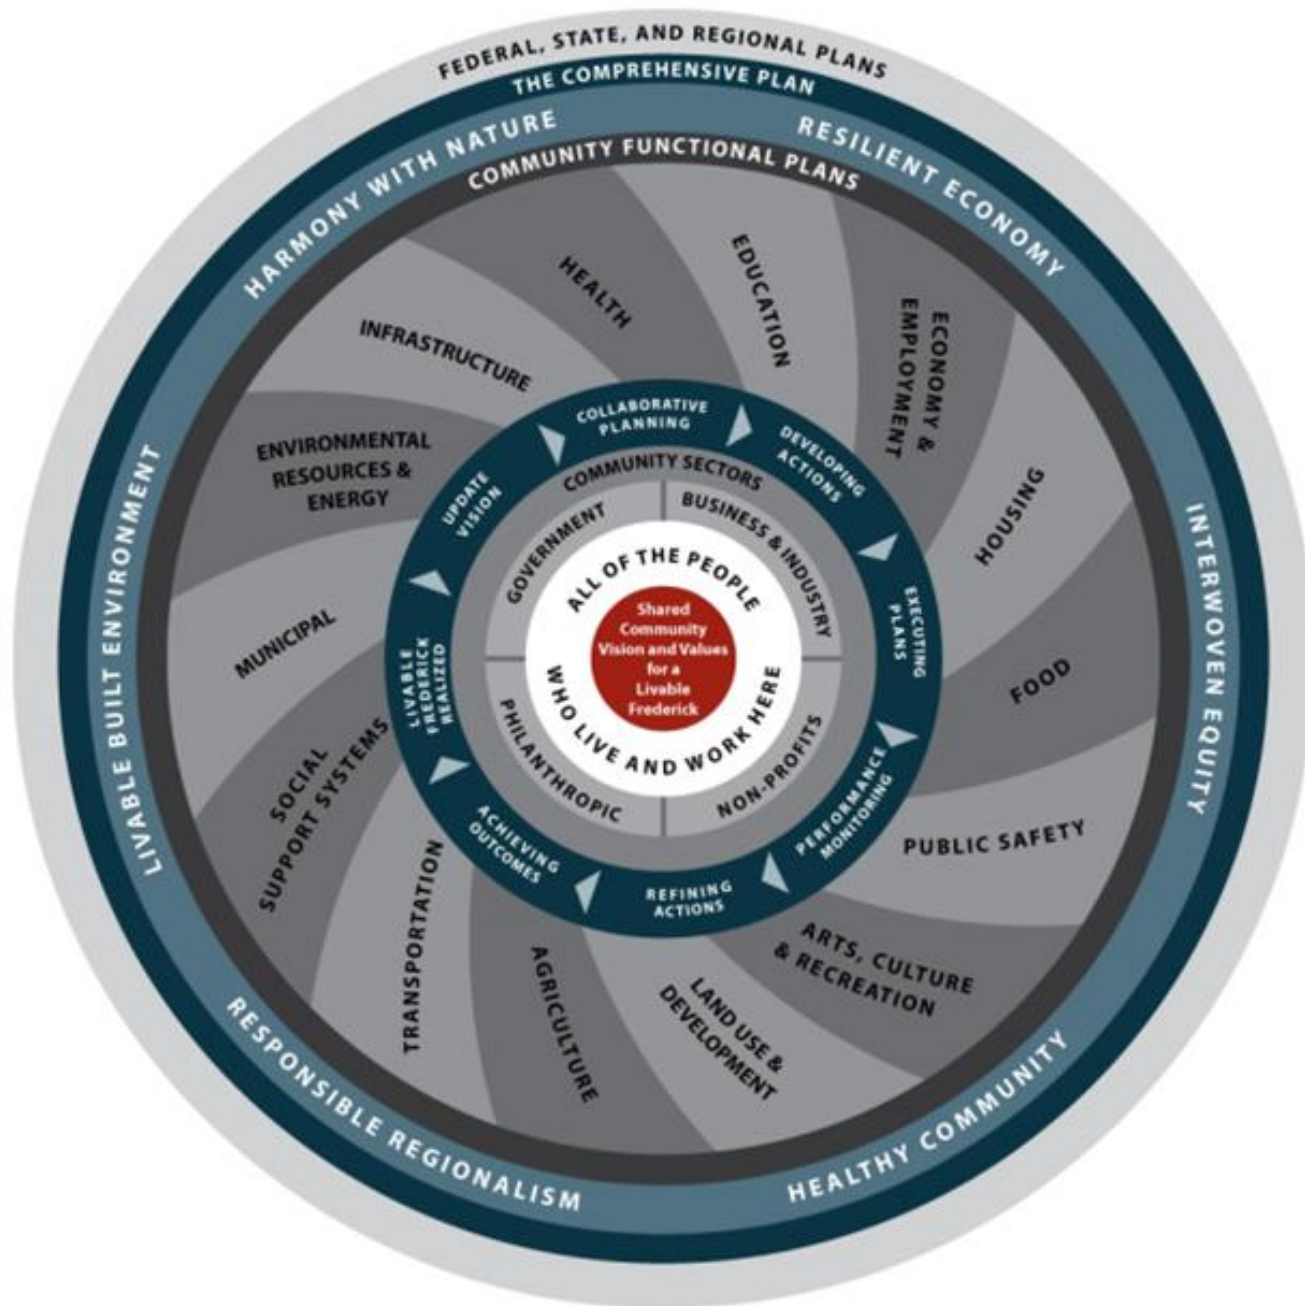 FEDERAL, STATE, AND REGIONAL PLANS
THE COMPREHENSIVE PLAN
HARMONY WITH NATURE
RESILIENT ECONOMY
INTERWOVEN EQUITY
HEALTHY COMMUNITY
RESPONSIBLE REGIONALISM
LIVABLE BUILT ENVIRONMENT
COMMUNITY FUNCTIONAL PLANS
HEALTH
EDUCATION
ECONOMY &
EMPLOYMENT
HOUSING
FOOD
PUBLIC SAFETY
ARTS, CULTURE
& RECREATION
LAND USE &
DEVELOPMENT
AGRICULTURE
TRANSPORTATION
SOCIAL
SUPPORT SYSTEMS
MUNICIPAL
ENVIRONMENTAL
RESOURCES &
ENERGY
INFRASTRUCTURE
COLLABORATIVE
PLANNING
DEVELOPING
ACTIONS
EXECUTING
PLANS
PERFORMANCE
MONITORING
REFINING
ACTIONS
ACHIEVING
OUTCOMES
LIVABLE
FREDERICK
REALIZED
UPDATE
VISION
COMMUNITY SECTORS
GOVERNMENT
BUSINESS & INDUSTRY
NON-PROFITS
PHILANTHROPIC
ALL OF THE PEOPLE
WHO LIVE AND WORK HERE
Shared
Community
Vision and Values
for a
Livable
Frederick